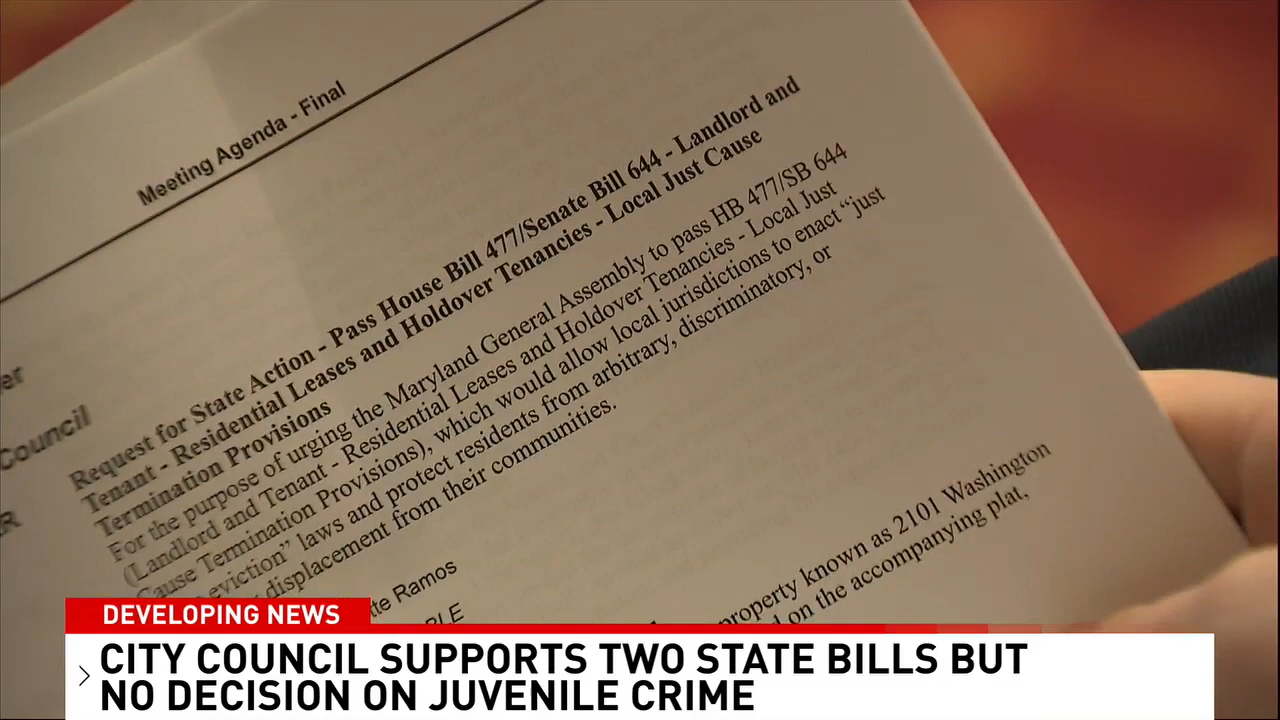 Meeting Agenda - Final
Request for State Action - Pass House Bill 477/Senate Bill 644 - Landlord and
Tenant - Residential Leases and Holdover Tenancies - Local Just Cause
Termination Provisions
For the purpose of urging the Maryland General Assembly to pass HB 477/SB 644
(Landlord and Tenant - Residential Leases and Holdover Tenancies - Local Just
Cause Termination Provisions), which would allow local jurisdictions to enact “just
eviction” laws and protect residents from arbitrary, discriminatory, or
displacement from their communities.
Council
Ramos
property known as 2101 Washington
on the accompanying plat,
DEVELOPING NEWS
CITY COUNCIL SUPPORTS TWO STATE BILLS BUT
NO DECISION ON JUVENILE CRIME